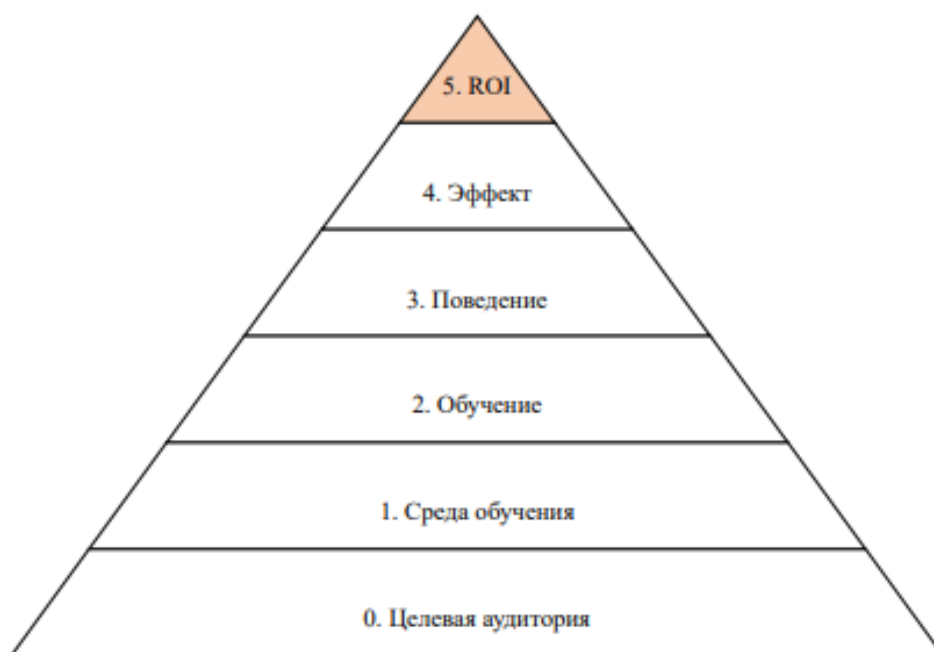 5. ROI
4. Эффект
3. Поведение
2. Обучение
1. Среда обучения
0. Целевая аудитория